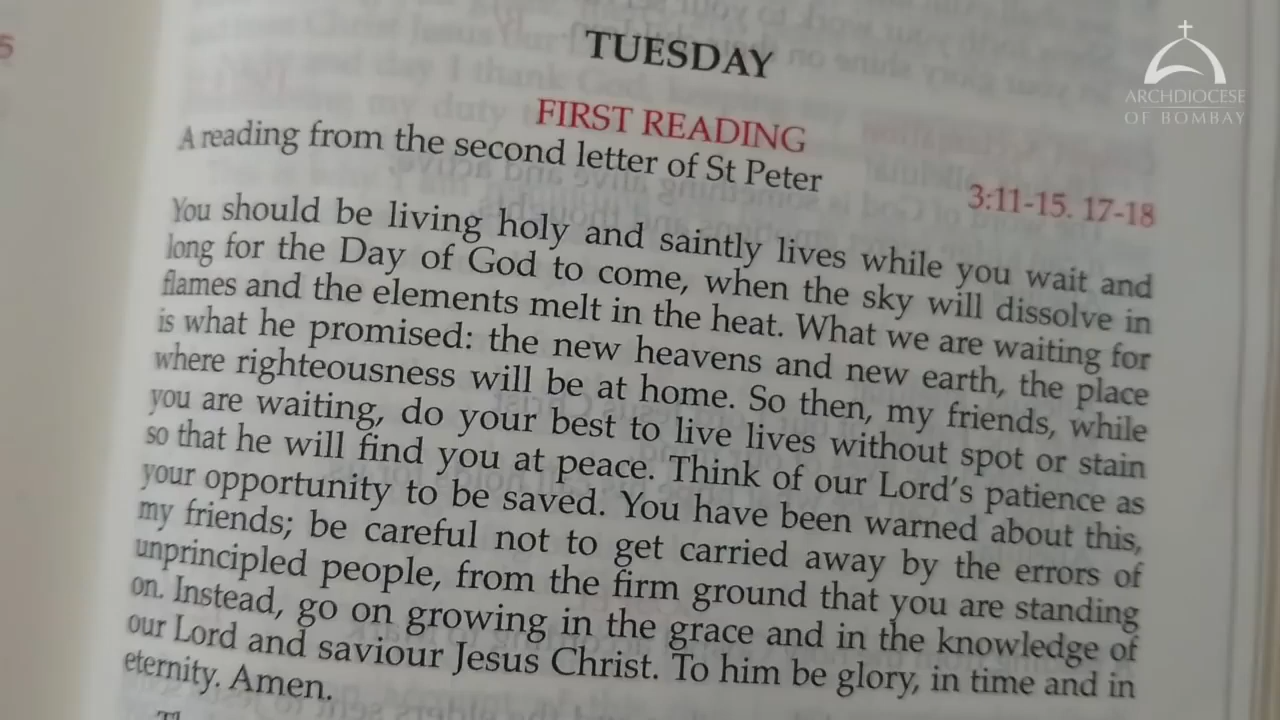 TUESDAY
ARCHDIOCESE
OF BOMBAY
FIRST READING
A reading from the second letter of St Peter
3:11-15. 17-18
You should be living holy and saintly lives while you wait and
long for the Day of God to come, when the sky will dissolve in
flames and the elements melt in the heat. What we are waiting for
is what he promised: the new heavens and new earth, the place
where righteousness will be at home. So then, my friends, while
you are waiting, do your best to live lives without spot or stain
so that he will find you at peace. Think of our Lord's patience as
your opportunity to be saved. You have been warned about this,
my friends; be careful not to get carried away by the errors of
unprincipled people, from the firm ground that you are standing
on. Instead, go on growing in the grace and in the knowledge of
our Lord and saviour Jesus Christ. To him be glory, in time and in
eternity. Amen.